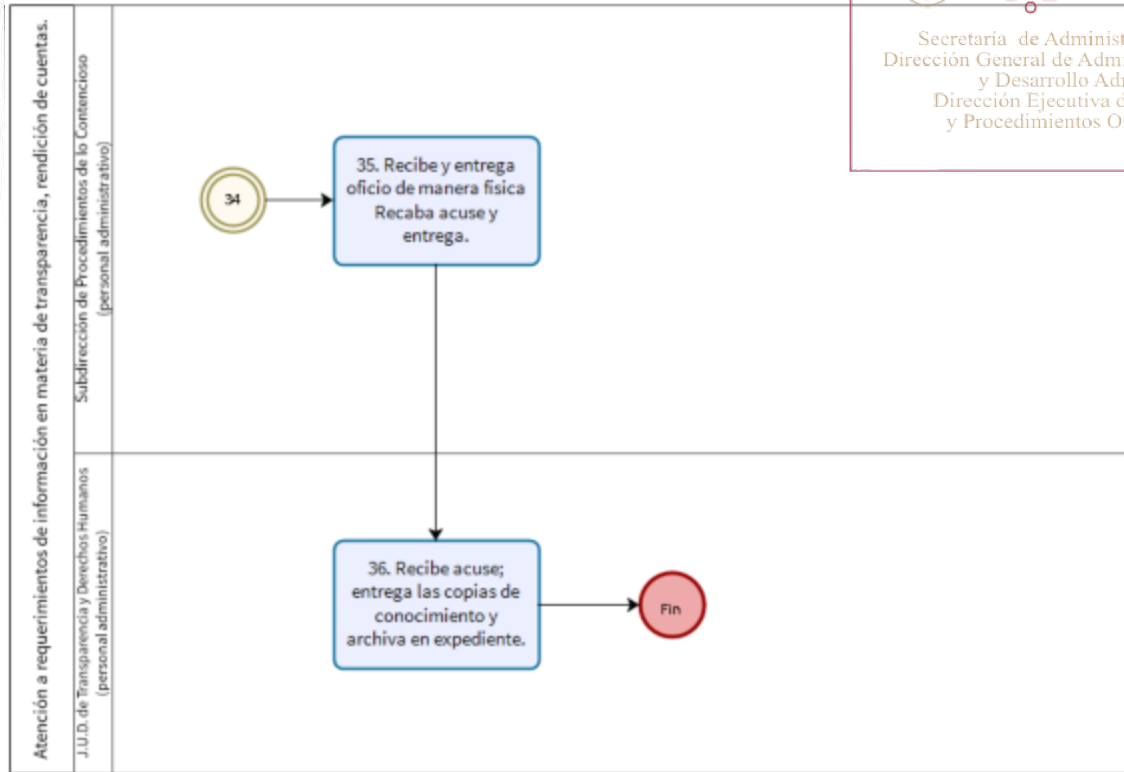 Secretaría de Administ
Dirección General de Adm
y Desarrollo Ad
Dirección Ejecutiva d
y Procedimientos O
Atención a requerimientos de información en materia de transparencia, rendición de cuentas.
Subdirección de Procedimientos de lo Contencioso
(personal administrativo)
34
35. Recibe y entrega
oficio de manera física
Recaba acuse y
entrega.
J.U.D. de Transparencia y Derechos Humanos
(personal administrativo)
36. Recibe acuse;
entrega las copias de
conocimiento y
archiva en expediente.
Fin